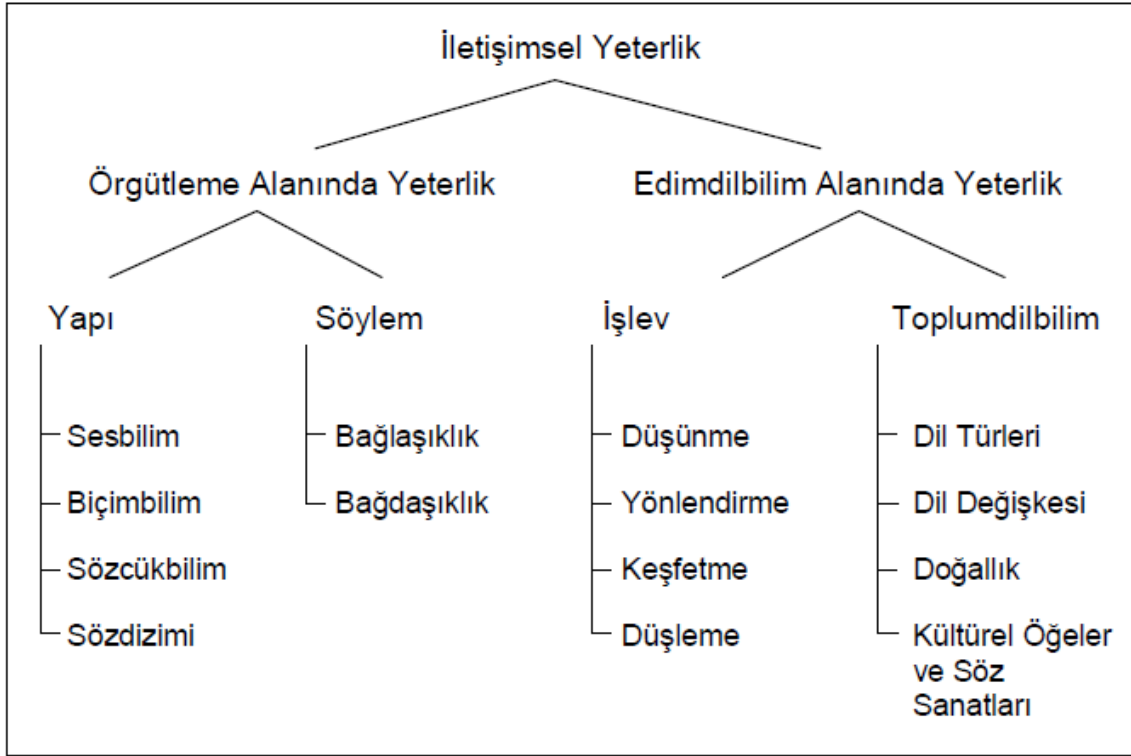 İletişimsel Yeterlik
Örgütleme Alanında Yeterlik
Edimdilbilim Alanında Yeterlik
Yapı
Söylem
İşlev
Toplumdilbilim
Sesbilim
Biçimbilim
Sözcükbilim
Sözdizimi
Bağlaşıklık
Bağdaşıklık
Düşünme
Yönlendirme
Keşfetme
Düşleme
Dil Türleri
Dil Değişkesi
Doğallık
Kültürel Öğeler
ve Söz
Sanatları